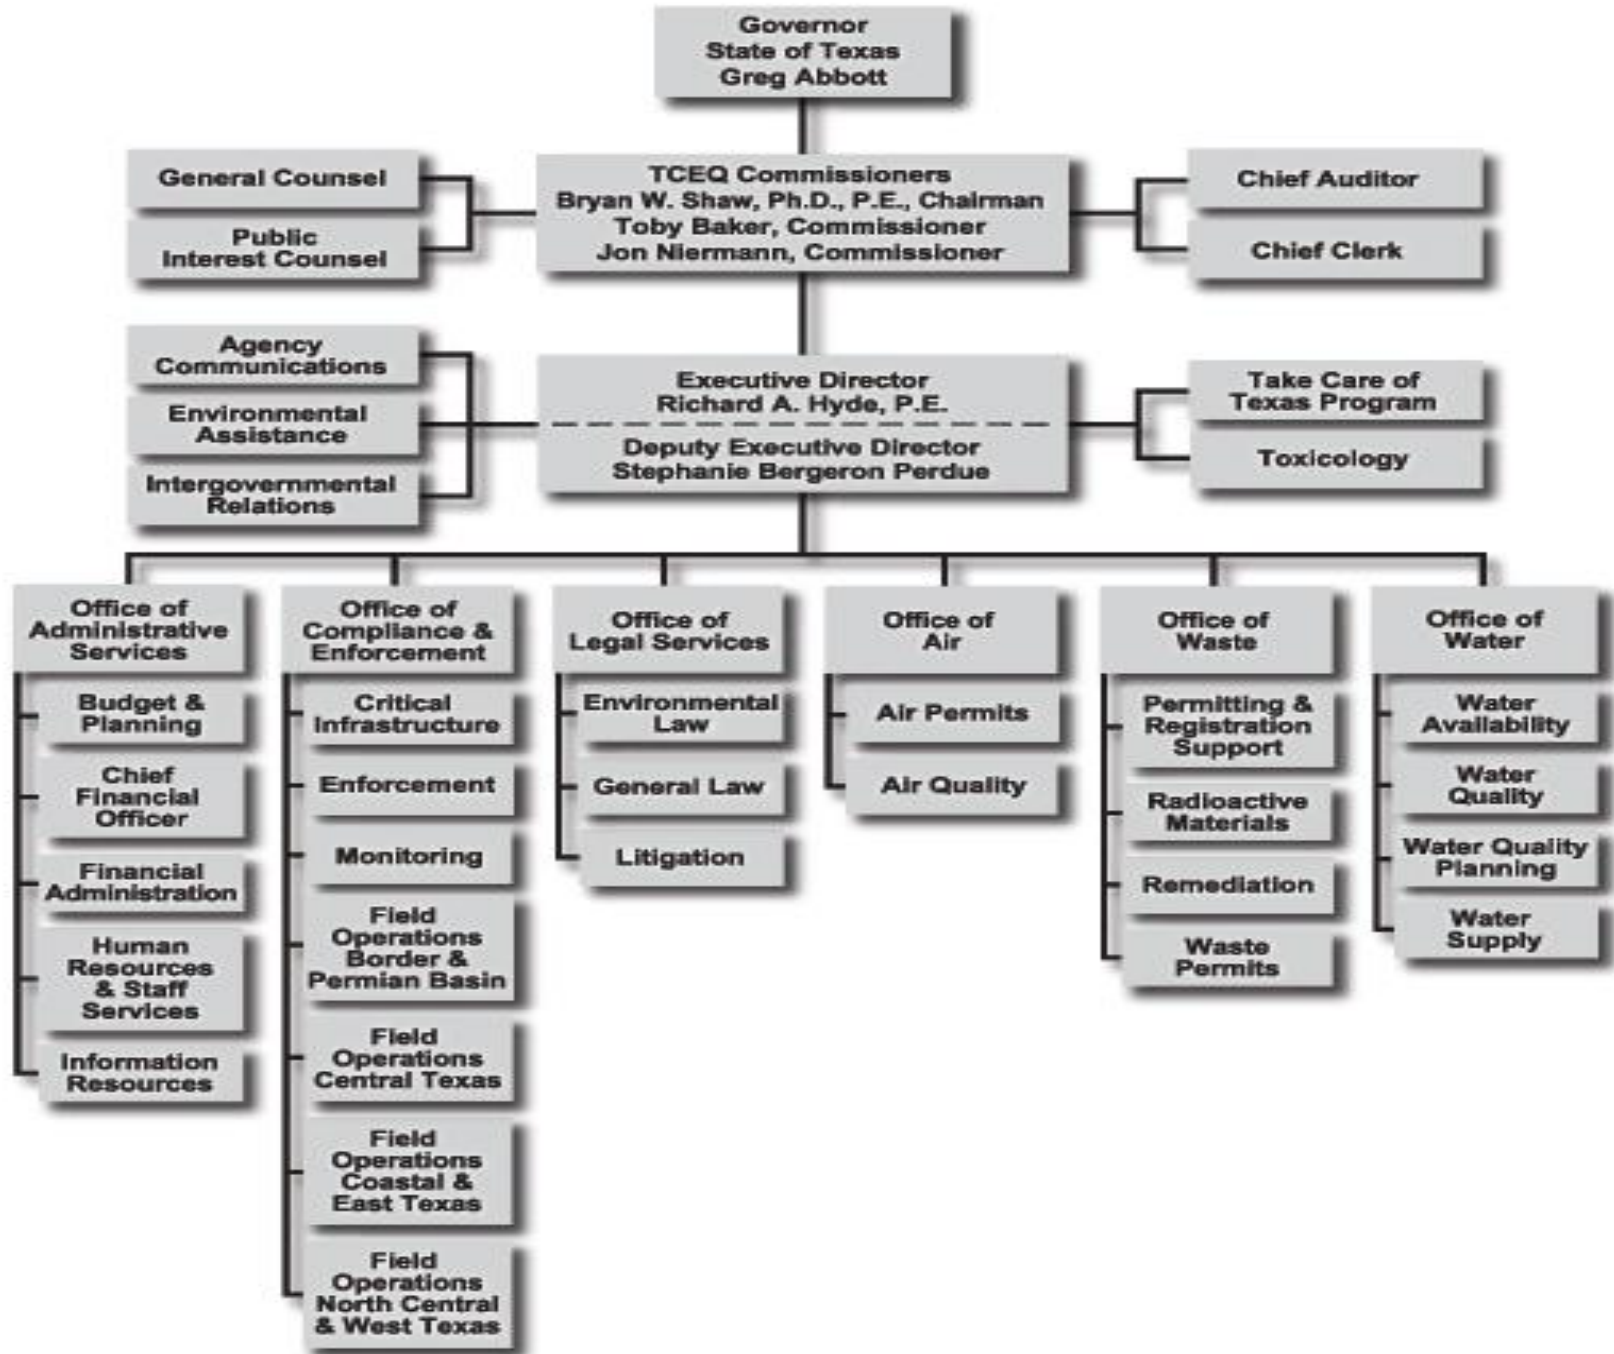 Governor
State of Texas
Greg Abbott
General Counsel
Public
Interest Counsel
TCEQ Commissioners
Bryan W. Shaw, Ph.D., P.E., Chairman
Toby Baker, Commissioner
Jon Niermann, Commissioner
Chief Auditor
Chief Clerk
Agency
Communications
Environmental
Assistance
Intergovernmental
Relations
Executive Director
Richard A. Hyde, P.E.
Deputy Executive Director
Stephanie Bergeron Perdue
Take Care of
Texas Program
Toxicology
Office of
Administrative
Services
Budget &
Planning
Chief
Financial
Officer
Financial
Administration
Human
Resources
& Staff
Services
Information
Resources
Office of
Compliance &
Enforcement
Critical
Infrastructure
Enforcement
Monitoring
Field
Operations
Border &
Permian Basin
Field
Operations
Central Texas
Field
Operations
Coastal &
East Texas
Field
Operations
North Central
& West Texas
Office of
Legal Services
Environmental
Law
General Law
Litigation
Office of
Air
Air Permits
Air Quality
Office of
Waste
Permitting &
Registration
Support
Radioactive
Materials
Remediation
Waste
Permits
Office of
Water
Water
Availability
Water
Quality
Water Quality
Planning
Water
Supply